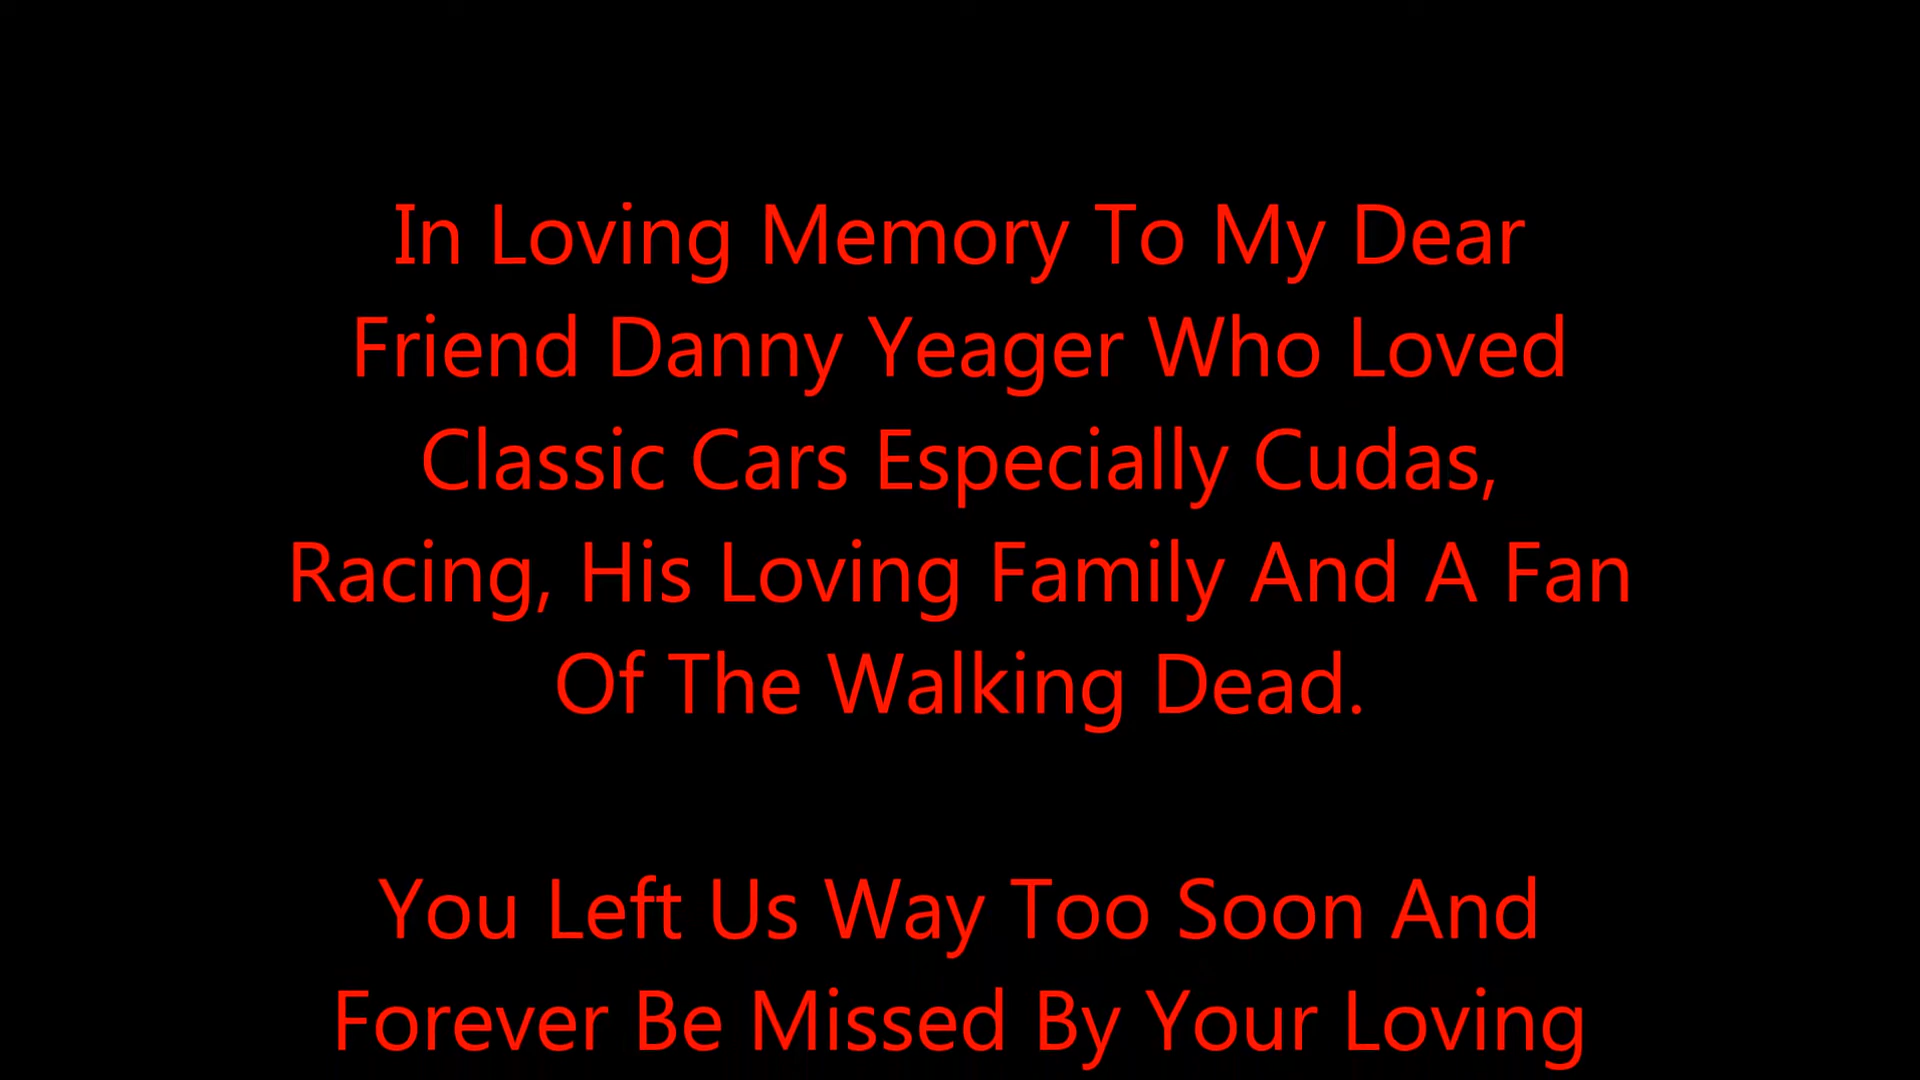 In Loving Memory To My Dear
Friend Danny Yeager Who Loved
Classic Cars Especially Cudas,
Racing, His Loving Family And A Fan
Of The Walking Dead.
You Left Us Way Too Soon And
Forever Be Missed By Your Loving